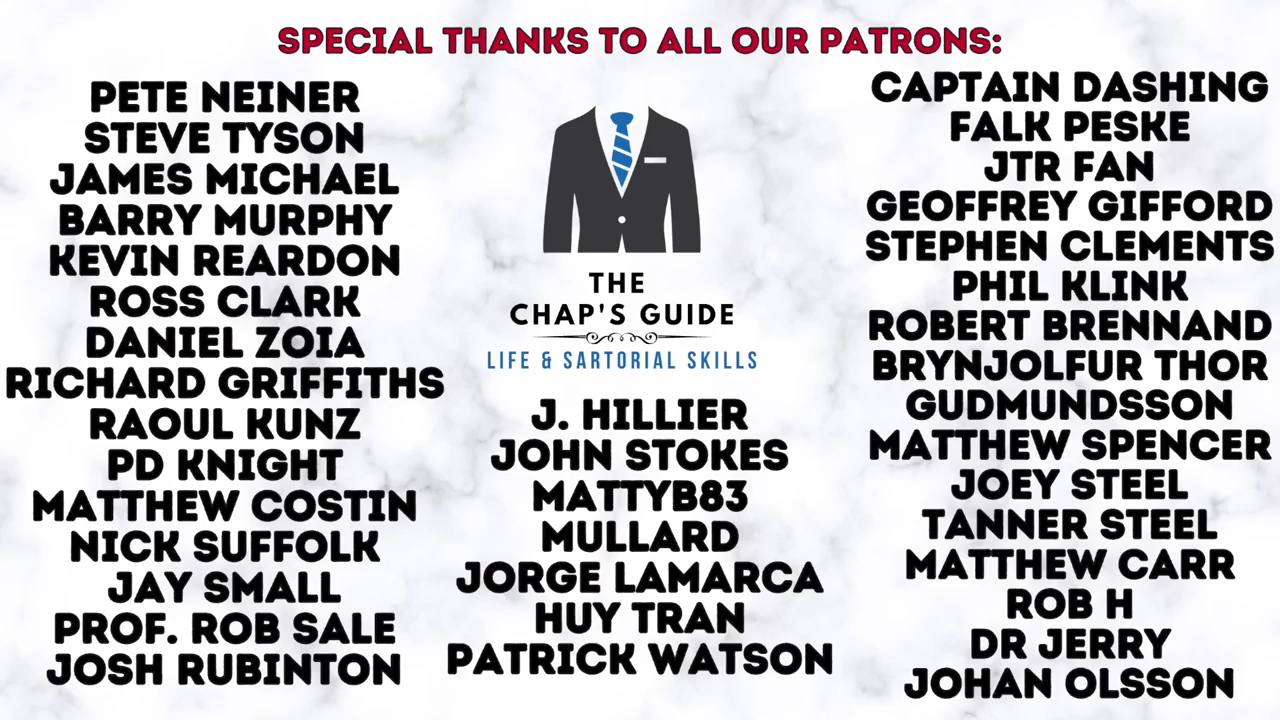 SPECIAL THANKS TO ALL OUR PATRONS:
PETE NEINER
STEVE TYSON
JAMES MICHAEL
BARRY MURPHY
KEVIN REARDON
ROSS CLARK
DANIEL ZOIA
RICHARD GRIFFITHS
RAOUL KUNZ
PD KNIGHT
MATTHEW COSTIN
NICK SUFFOLK
JAY SMALL
PROF. ROB SALE
JOSH RUBINTON
THE
CHAP'S GUIDE
LIFE & SARTORIAL SKILLS
J. HILLIER
JOHN STOKES
MATTYB83
MULLARD
JORGE LAMARCA
HUY TRAN
PATRICK WATSON
CAPTAIN DASHING
FALK PESKE
JTR FAN
GEOFFREY GIFFORD
STEPHEN CLEMENTS
PHIL KLINK
ROBERT BRENNAND
BRYNJOLFUR THOR
GUDMUNDSSON
MATTHEW SPENCER
JOEY STEEL
TANNER STEEL
MATTHEW CARR
ROB H
DR JERRY
JOHAN OLSSON